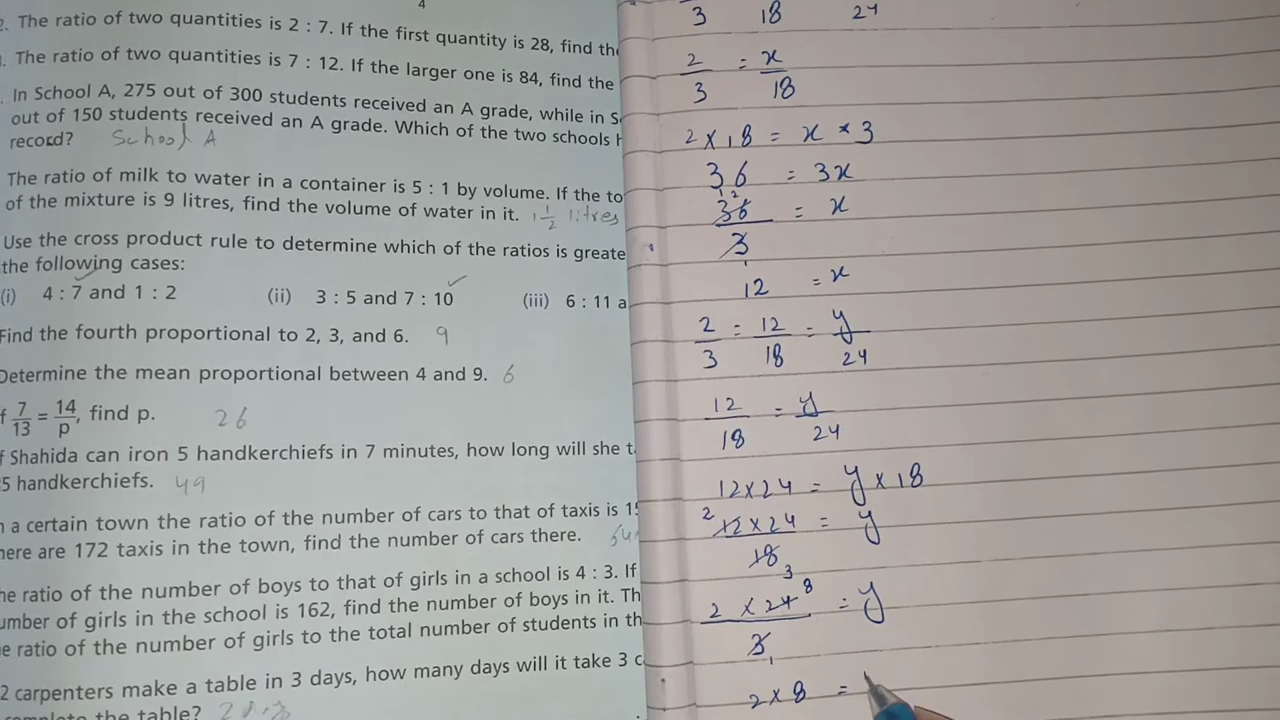 4
2. The ratio of two quantities is 2 : 7. If the first quantity is 28, find
. The ratio of two quantities is 7 : 12. If the larger one is 84, find the
. In School A, 275 out of 300 students received an A grade, while in
out of 150 students received an A grade. Which of the two schools
record? School A
The ratio of milk to water in a container is 5 : 1 by volume. If the to
of the mixture is 9 litres, find the volume of water in it. 1 1/2 litres
Use the cross product rule to determine which of the ratios is greate
the following cases:
(i) 4 : 7 and 1 : 2 (ii) 3 : 5 and 7 : 10 (iii) 6 : 11 a
Find the fourth proportional to 2, 3, and 6. 9
Determine the mean proportional between 4 and 9. 6
f 7/13 = 14/p, find p. 26
f Shahida can iron 5 handkerchiefs in 7 minutes, how long will she t
5 handkerchiefs. 49
n a certain town the ratio of the number of cars to that of taxis is
here are 172 taxis in the town, find the number of cars there.
he ratio of the number of boys to that of girls in a school is 4 : 3. If
umber of girls in the school is 162, find the number of boys in it. Th
e ratio of the number of girls to the total number of students in th
2 carpenters make a table in 3 days, how many days will it take 3 c
complete the table?
3 18 24
2/3 = x/18
2 × 18 = x × 3
36 = 3x
12
36/3 = x
1
12 = x
2/3 = 12/18 = y/24
12/18 = y/24
12 × 24 = y × 18
2 12 × 24 / 18 3 = y
2 × 24 8 / 3 1 = y
2 × 8 =